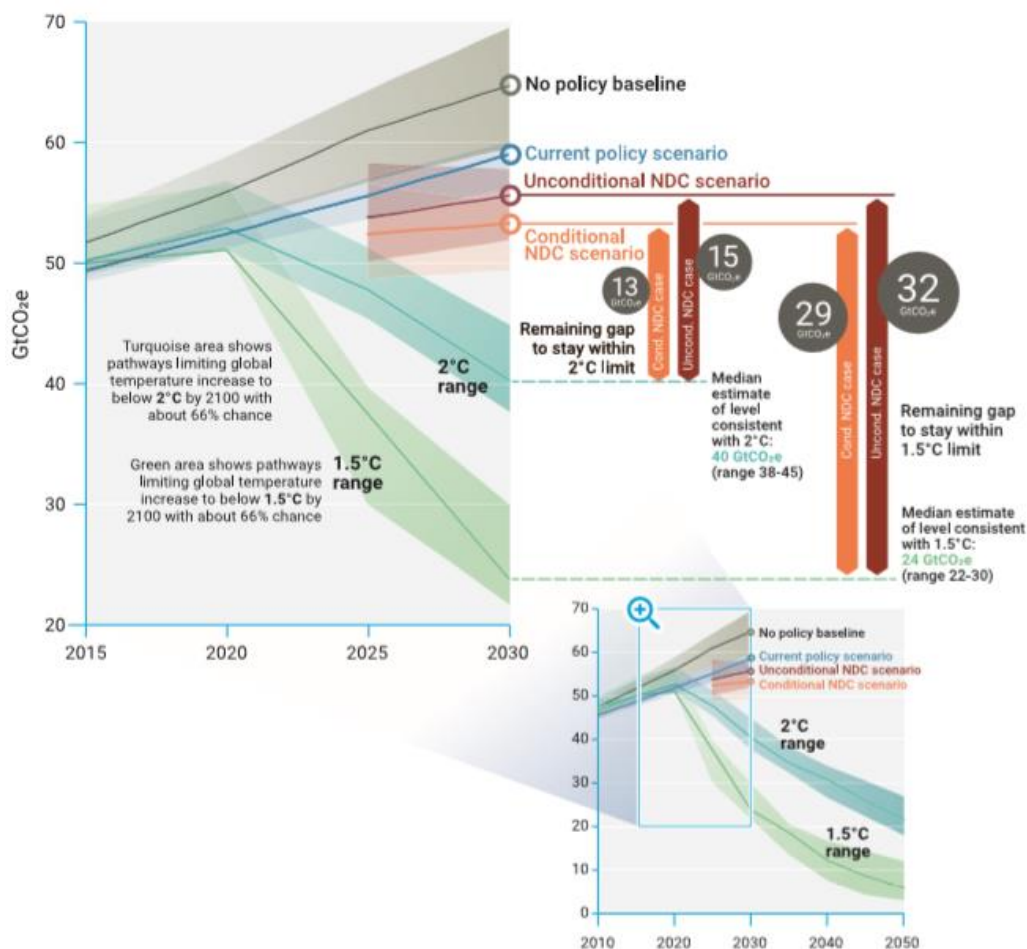 70
60
50
40
30
20
GtCO₂e
2015
2020
2025
2030
No policy baseline
Current policy scenario
Unconditional NDC scenario
Conditional
NDC scenario
2°C
range
1.5°C
range
Turquoise area shows
pathways limiting global
temperature increase to
below 2°C by 2100 with
about 66% chance
Green area shows pathways
limiting global temperature
increase to below 1.5°C by
2100 with about 66% chance
13
GtCO₂e
15
GtCO₂e
Cond. NDC case
Uncond. NDC case
Remaining gap
to stay within
2°C limit
Median
estimate
of level
consistent
with 2°C:
40 GtCO₂e
(range 38-45)
29
GtCO₂e
32
GtCO₂e
Cond. NDC case
Uncond. NDC case
Remaining gap
to stay within
1.5°C limit
Median estimate
of level consistent
with 1.5°C:
24 GtCO₂e
(range 22-30)
70
60
50
40
30
20
10
0
No policy baseline
Current policy scenario
Unconditional NDC scenario
Conditional NDC scenario
2°C
range
1.5°C
range
2010
2020
2030
2040
2050